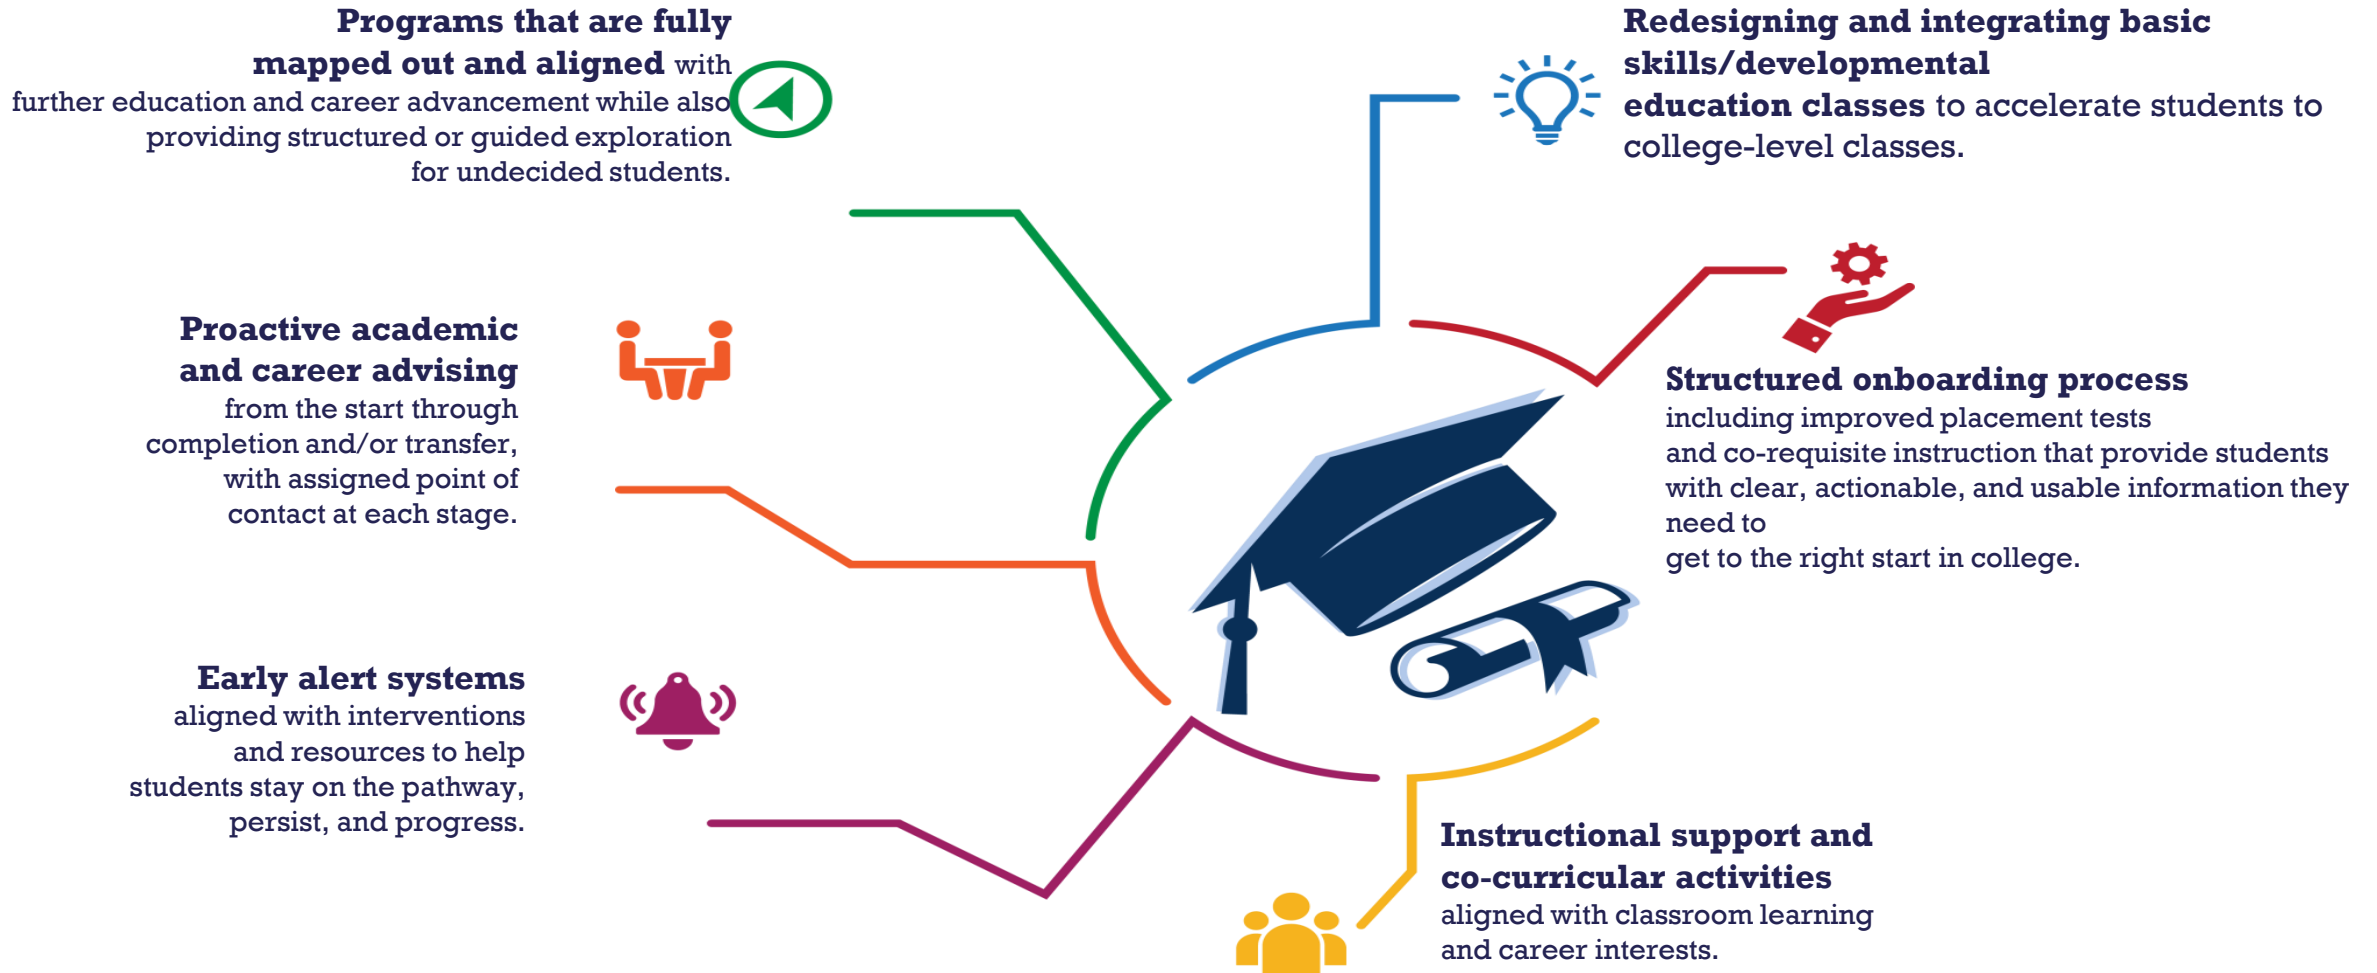 Programs that are fully
mapped out and aligned with
further education and career advancement while also
providing structured or guided exploration
for undecided students.
Redesigning and integrating basic
skills/developmental
education classes to accelerate students to
college-level classes.
Proactive academic
and career advising
from the start through
completion and/or transfer,
with assigned point of
contact at each stage.
Structured onboarding process
including improved placement tests
and co-requisite instruction that provide students
with clear, actionable, and usable information they
need to
get to the right start in college.
Early alert systems
aligned with interventions
and resources to help
students stay on the pathway,
persist, and progress.
Instructional support and
co-curricular activities
aligned with classroom learning
and career interests.